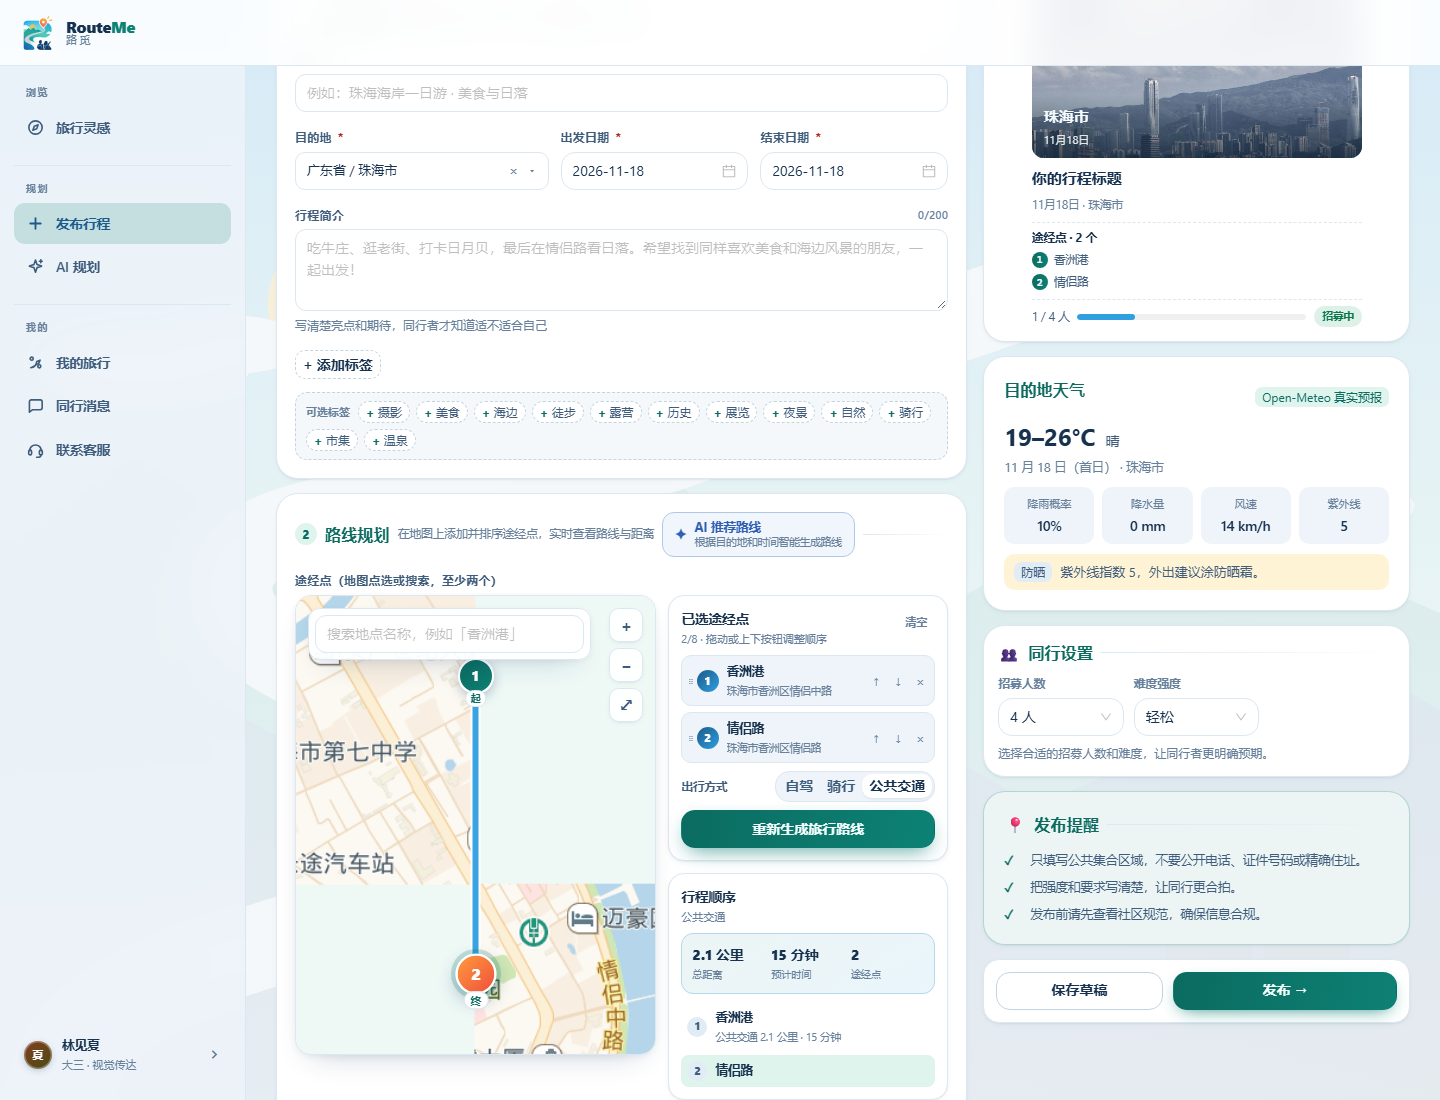 RouteMe
路觅
浏览
旅行灵感
规划
发布行程
AI 规划
我的
我的旅行
同行消息
联系客服
夏
林见夏
大三 · 视觉传达
例如：珠海海岸一日游 · 美食与日落
目的地 *
出发日期 *
结束日期 *
广东省 / 珠海市
2026-11-18
2026-11-18
行程简介
0/200
吃牛庄、逛老街、打卡日月贝，最后在情侣路看日落。希望找到同样喜欢美食和海边风景的朋友，一
起出发！
写清楚亮点和期待，同行者才知道适不适合自己
+ 添加标签
可选标签
+ 摄影
+ 美食
+ 海边
+ 徒步
+ 露营
+ 历史
+ 展览
+ 夜景
+ 自然
+ 骑行
+ 市集
+ 温泉
2 路线规划
在地图上添加并排序途经点，实时查看路线与距离
AI 推荐路线
根据目的地和时间智能生成路线
途经点（地图点选或搜索，至少两个）
搜索地点名称，例如「香洲港」
1
起
市第七中学
途汽车站
迈豪
2
终
情侣中路
已选途经点
清空
2/8 · 拖动或上下按钮调整顺序
1
香洲港
珠海市香洲区情侣中路
↑ ↓ ×
2
情侣路
珠海市香洲区情侣路
↑ ↓ ×
出行方式
自驾
骑行
公共交通
重新生成旅行路线
行程顺序
公共交通
2.1 公里
15 分钟
2
总距离
预计时间
途经点
1
香洲港
公共交通 2.1 公里 · 15 分钟
2
情侣路
珠海市
11月18日
你的行程标题
11月18日 · 珠海市
途经点 · 2 个
1 香洲港
2 情侣路
1 / 4 人
招募中
目的地天气
Open-Meteo 真实预报
19–26°C 晴
11 月 18 日（首日） · 珠海市
降雨概率
10%
降水量
0 mm
风速
14 km/h
紫外线
5
防晒
紫外线指数 5，外出建议涂防晒霜。
同行设置
招募人数
难度强度
4 人
轻松
选择合适的招募人数和难度，让同行者更明确预期。
发布提醒
✓ 只填写公共集合区域，不要公开电话、证件号码或精确住址。
✓ 把强度和要求写清楚，让同行更合拍。
✓ 发布前请先查看社区规范，确保信息合规。
保存草稿
发布 →